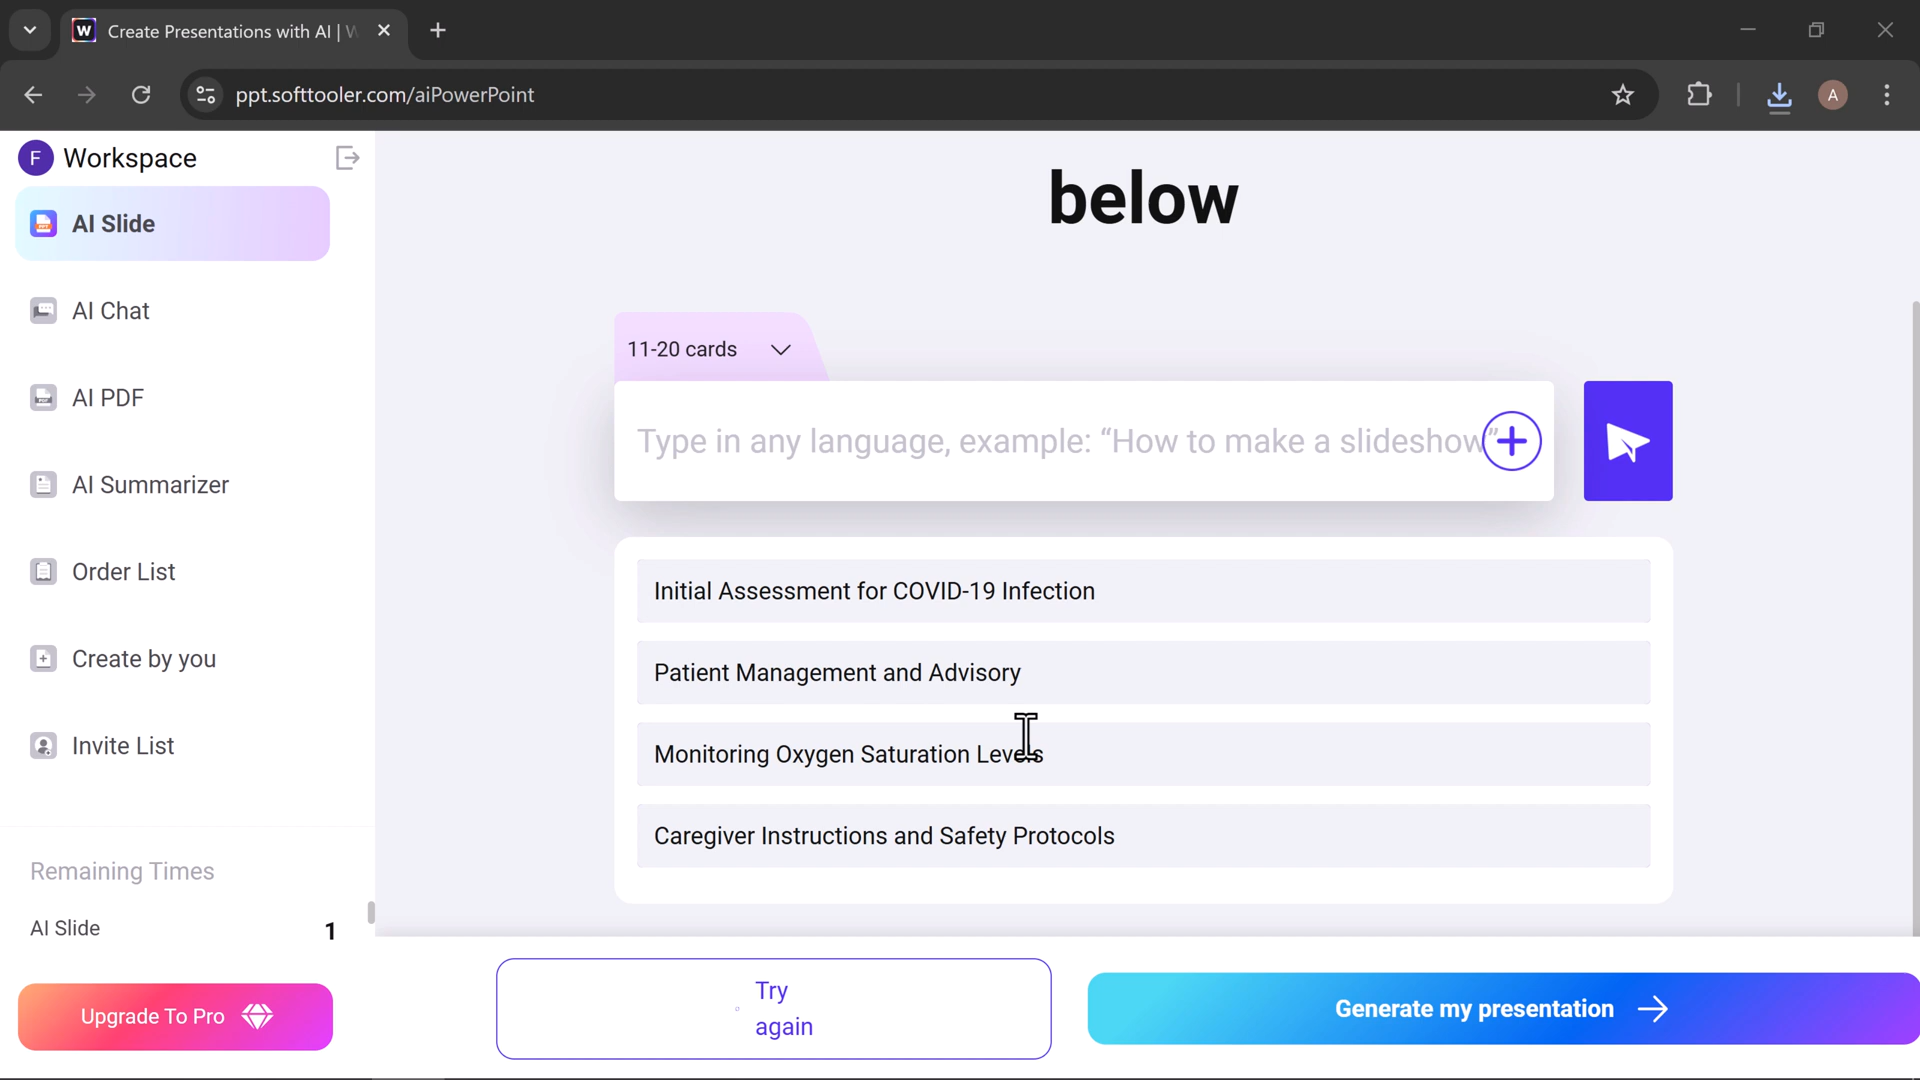 W Create Presentations with AI | W
ppt.softtooler.com/aiPowerPoint
A
F Workspace
AI Slide
AI Chat
AI PDF
AI Summarizer
Order List
Create by you
Invite List
Remaining Times
AI Slide 1
Upgrade To Pro
below
11-20 cards
Type in any language, example: “How to make a slideshow”
Initial Assessment for COVID-19 Infection
Patient Management and Advisory
Monitoring Oxygen Saturation Levels
Caregiver Instructions and Safety Protocols
Try
again
Generate my presentation